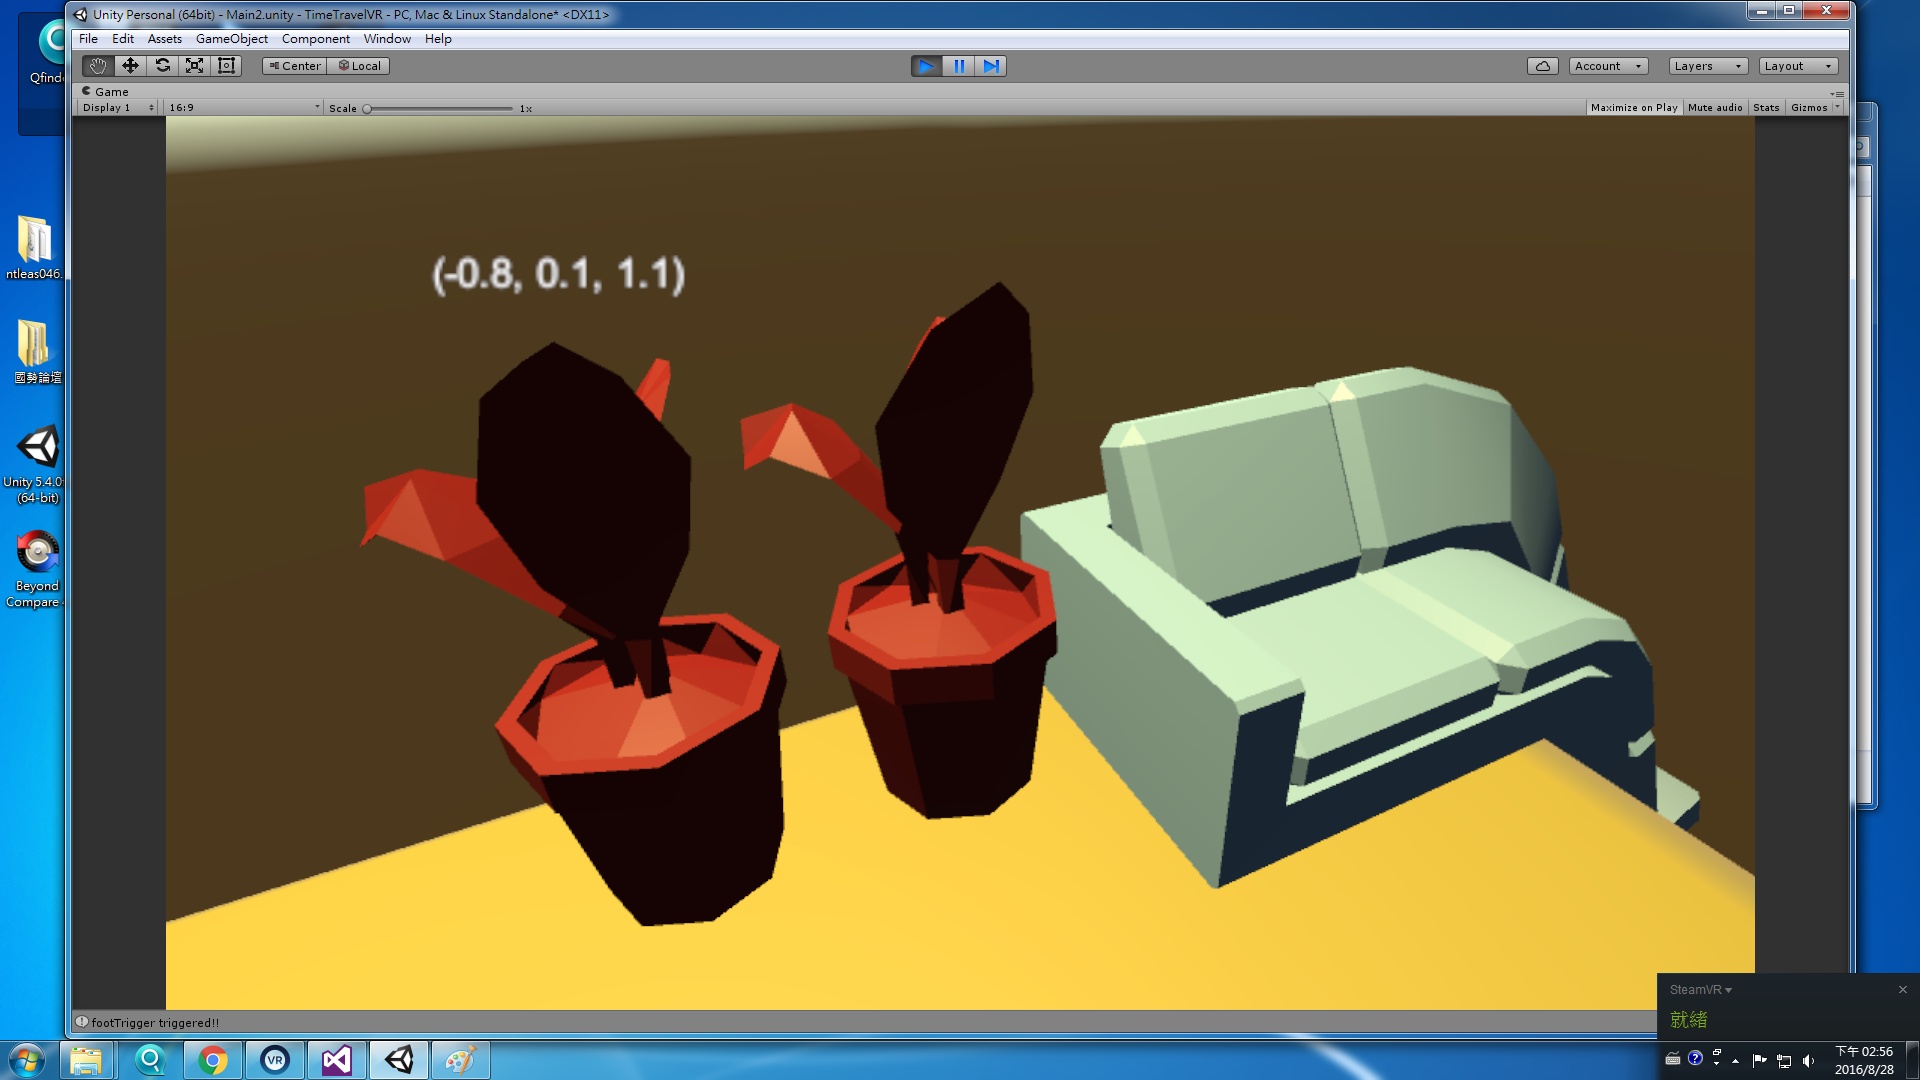 Unity Personal (64bit) - Main2.unity - TimeTravelVR - PC, Mac & Linux Standalone* <DX11>
File Edit Assets GameObject Component Window Help
Center Local Account Layers Layout
Game
Display 1 16:9 Scale 1x Maximize on Play Mute audio Stats Gizmos
(-0.8, 0.1, 1.1)
ntleas046.
國勢論壇
Unity 5.4.0
(64-bit)
Beyond
Compare
footTrigger triggered!!
SteamVR
就緒
VR
下午 02:56
2016/8/28